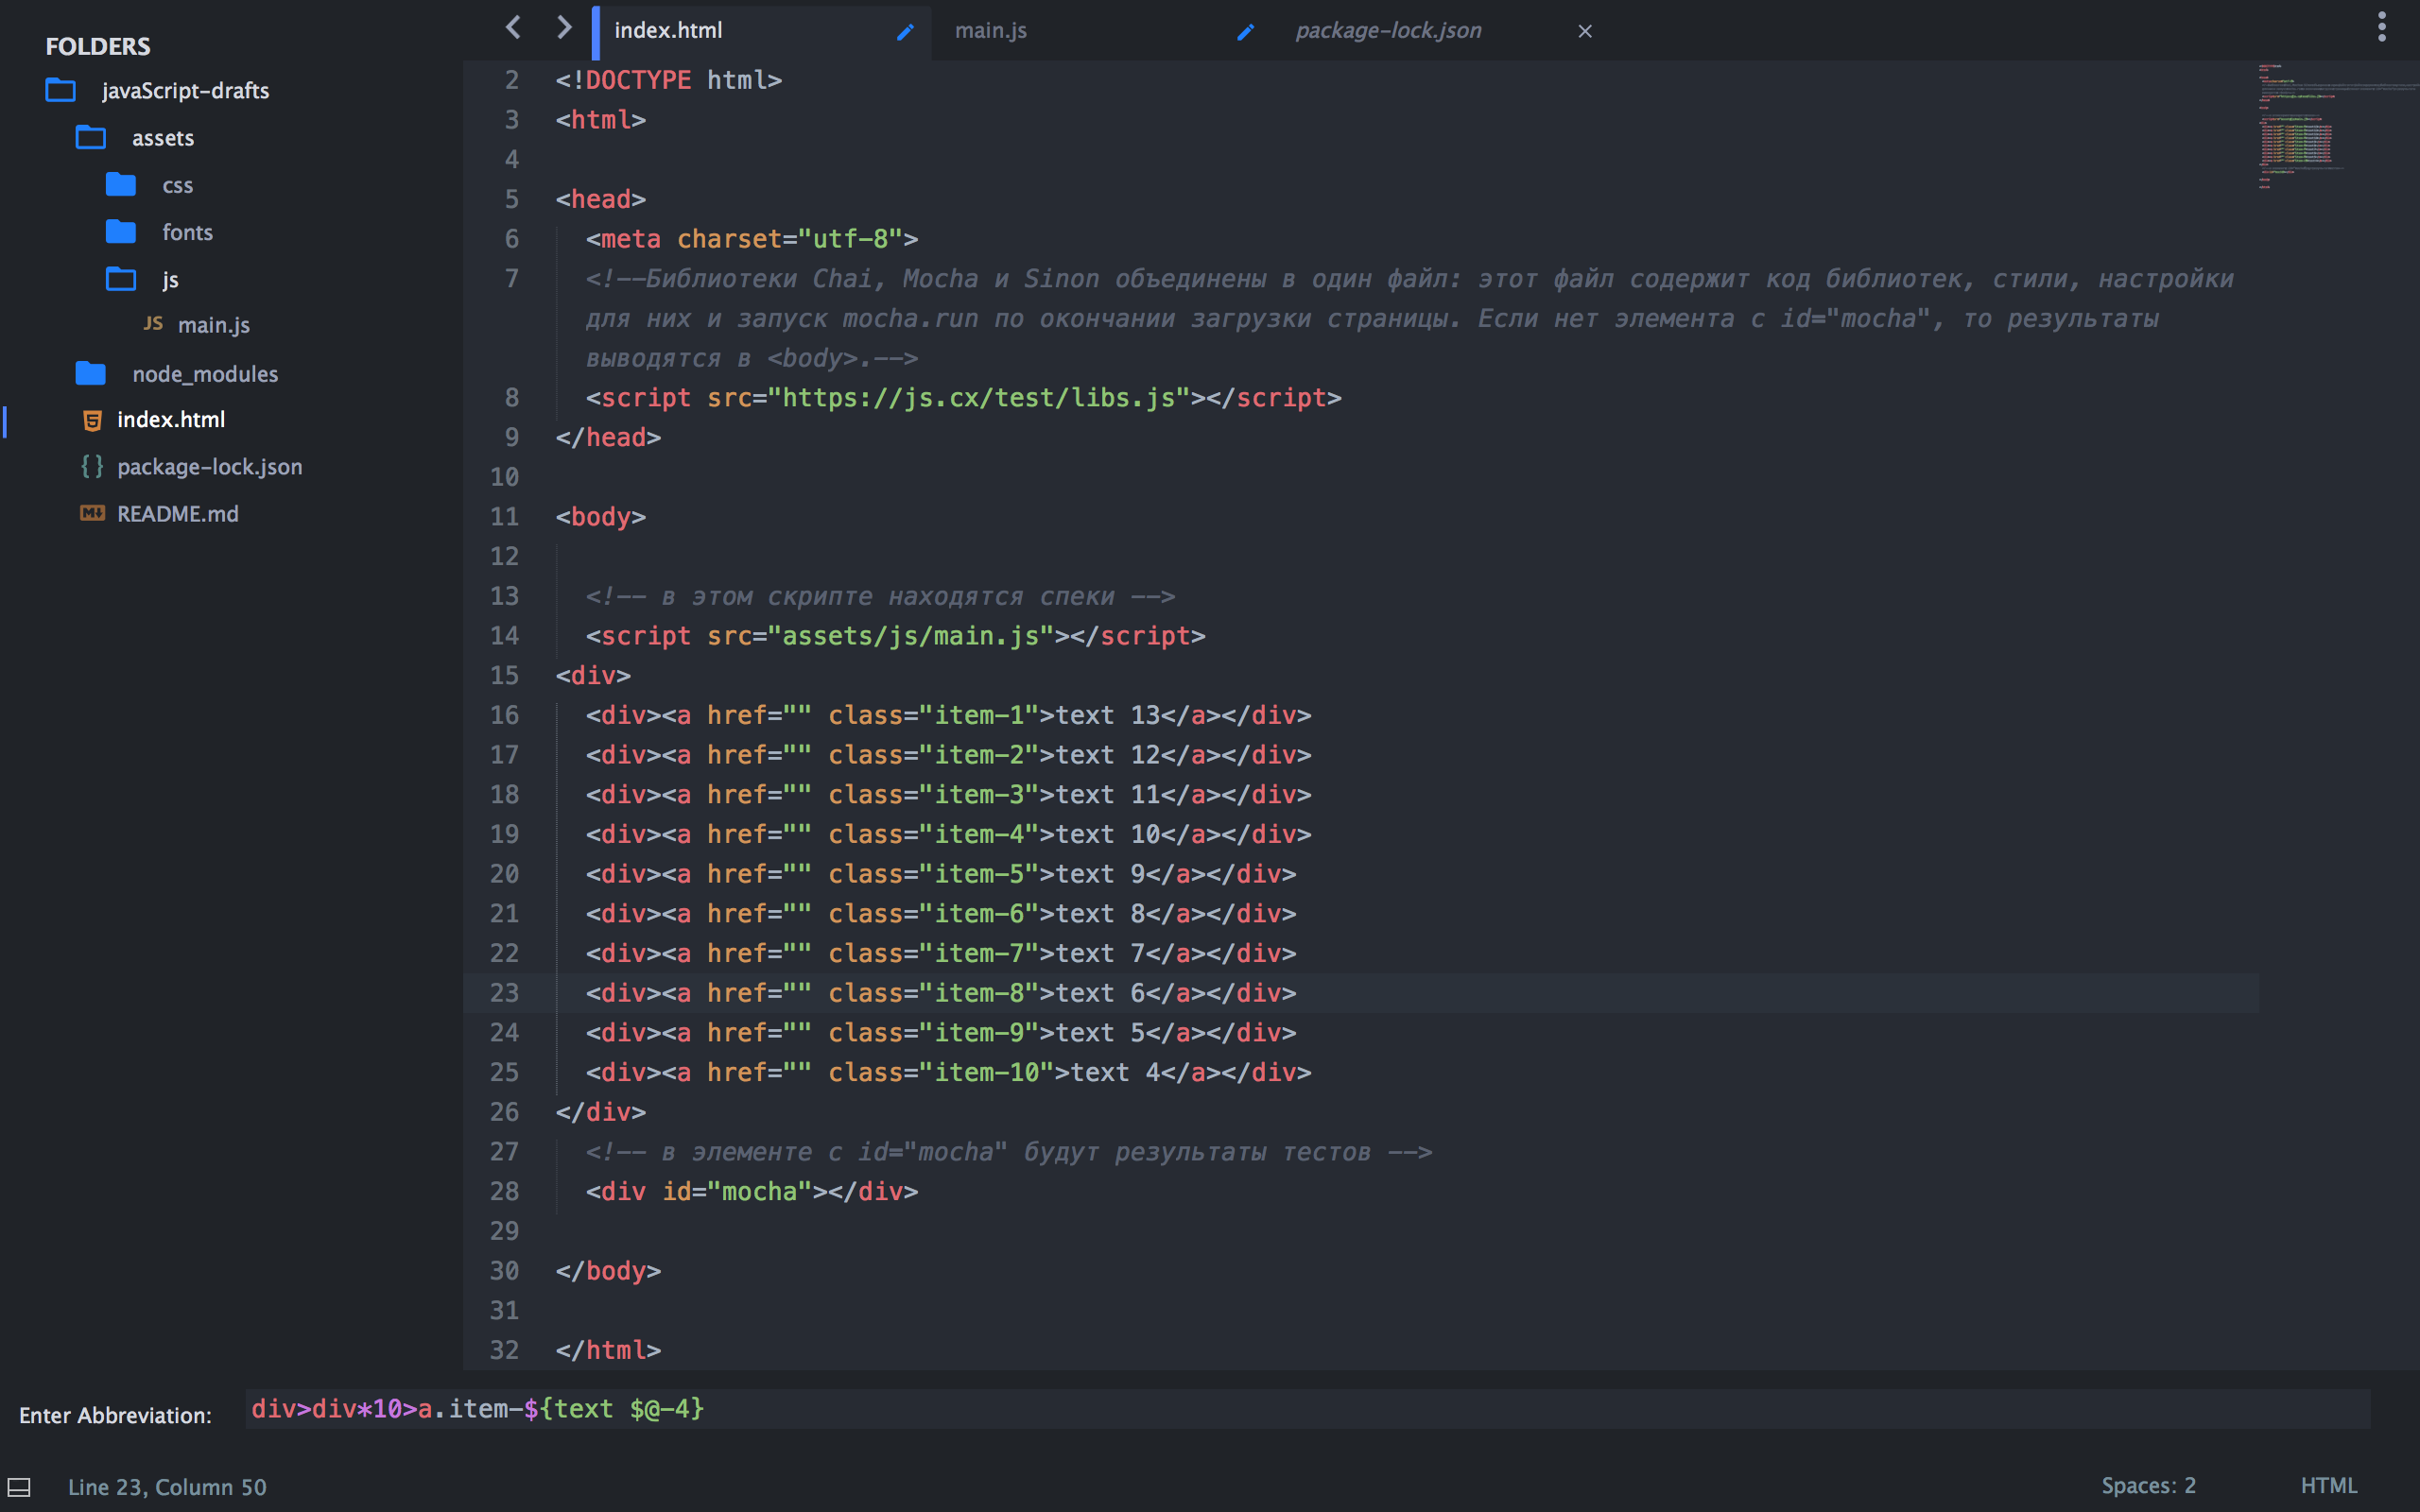 FOLDERS
javaScript-drafts
assets
css
fonts
js
JS main.js
node_modules
index.html
{} package-lock.json
README.md
index.html
main.js
package-lock.json
2 <!DOCTYPE html>
3 <html>
4
5 <head>
6 <meta charset="utf-8">
7 <!--Библиотеки Chai, Mocha и Sinon объединены в один файл: этот файл содержит код библиотек, стили, настройки
для них и запуск mocha.run по окончании загрузки страницы. Если нет элемента с id="mocha", то результаты
выводятся в <body>.-->
8 <script src="https://js.cx/test/libs.js"></script>
9 </head>
10
11 <body>
12
13 <!-- в этом скрипте находятся спеки -->
14 <script src="assets/js/main.js"></script>
15 <div>
16 <div><a href="" class="item-1">text 13</a></div>
17 <div><a href="" class="item-2">text 12</a></div>
18 <div><a href="" class="item-3">text 11</a></div>
19 <div><a href="" class="item-4">text 10</a></div>
20 <div><a href="" class="item-5">text 9</a></div>
21 <div><a href="" class="item-6">text 8</a></div>
22 <div><a href="" class="item-7">text 7</a></div>
23 <div><a href="" class="item-8">text 6</a></div>
24 <div><a href="" class="item-9">text 5</a></div>
25 <div><a href="" class="item-10">text 4</a></div>
26 </div>
27 <!-- в элементе с id="mocha" будут результаты тестов -->
28 <div id="mocha"></div>
29
30 </body>
31
32 </html>
Enter Abbreviation: div>div*10>a.item-${text $@-4}
Line 23, Column 50
Spaces: 2
HTML